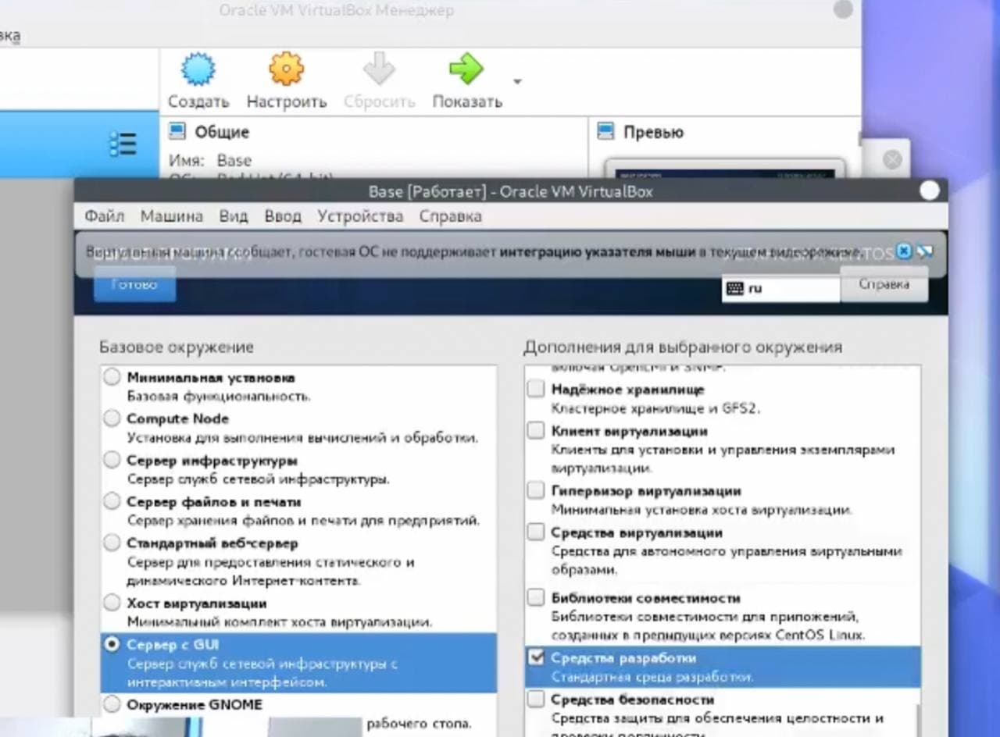 Oracle VM VirtualBox Менеджер
вка
Создать Настроить Сбросить Показать
Общие
Превью
Имя: Base
Base [Работает] - Oracle VM VirtualBox
Файл Машина Вид Ввод Устройства Справка
Виртуальная машина сообщает, гостевая ОС не поддерживает интеграцию указателя мыши в текущем видеорежиме.
Готово
ru
Справка
Базовое окружение
Минимальная установка
Базовая функциональность.
Compute Node
Установка для выполнения вычислений и обработки.
Сервер инфраструктуры
Сервер служб сетевой инфраструктуры.
Сервер файлов и печати
Сервер хранения файлов и печати для предприятий.
Стандартный веб-сервер
Сервер для предоставления статического и
динамического Интернет-контента.
Хост виртуализации
Минимальный комплект хоста виртуализации.
Сервер с GUI
Сервер служб сетевой инфраструктуры с
интерактивным интерфейсом.
Окружение GNOME
рабочего стола.
Дополнения для выбранного окружения
включая OpenLMI и SNMP.
Надёжное хранилище
Кластерное хранилище и GFS2.
Клиент виртуализации
Клиенты для установки и управления экземплярами
виртуализации.
Гипервизор виртуализации
Минимальная установка хоста виртуализации.
Средства виртуализации
Средства для автономного управления виртуальными
образами.
Библиотеки совместимости
Библиотеки совместимости для приложений,
созданных в предыдущих версиях CentOS Linux.
Средства разработки
Стандартная среда разработки.
Средства безопасности
Средства защиты для обеспечения целостности и
проверки подлинности.